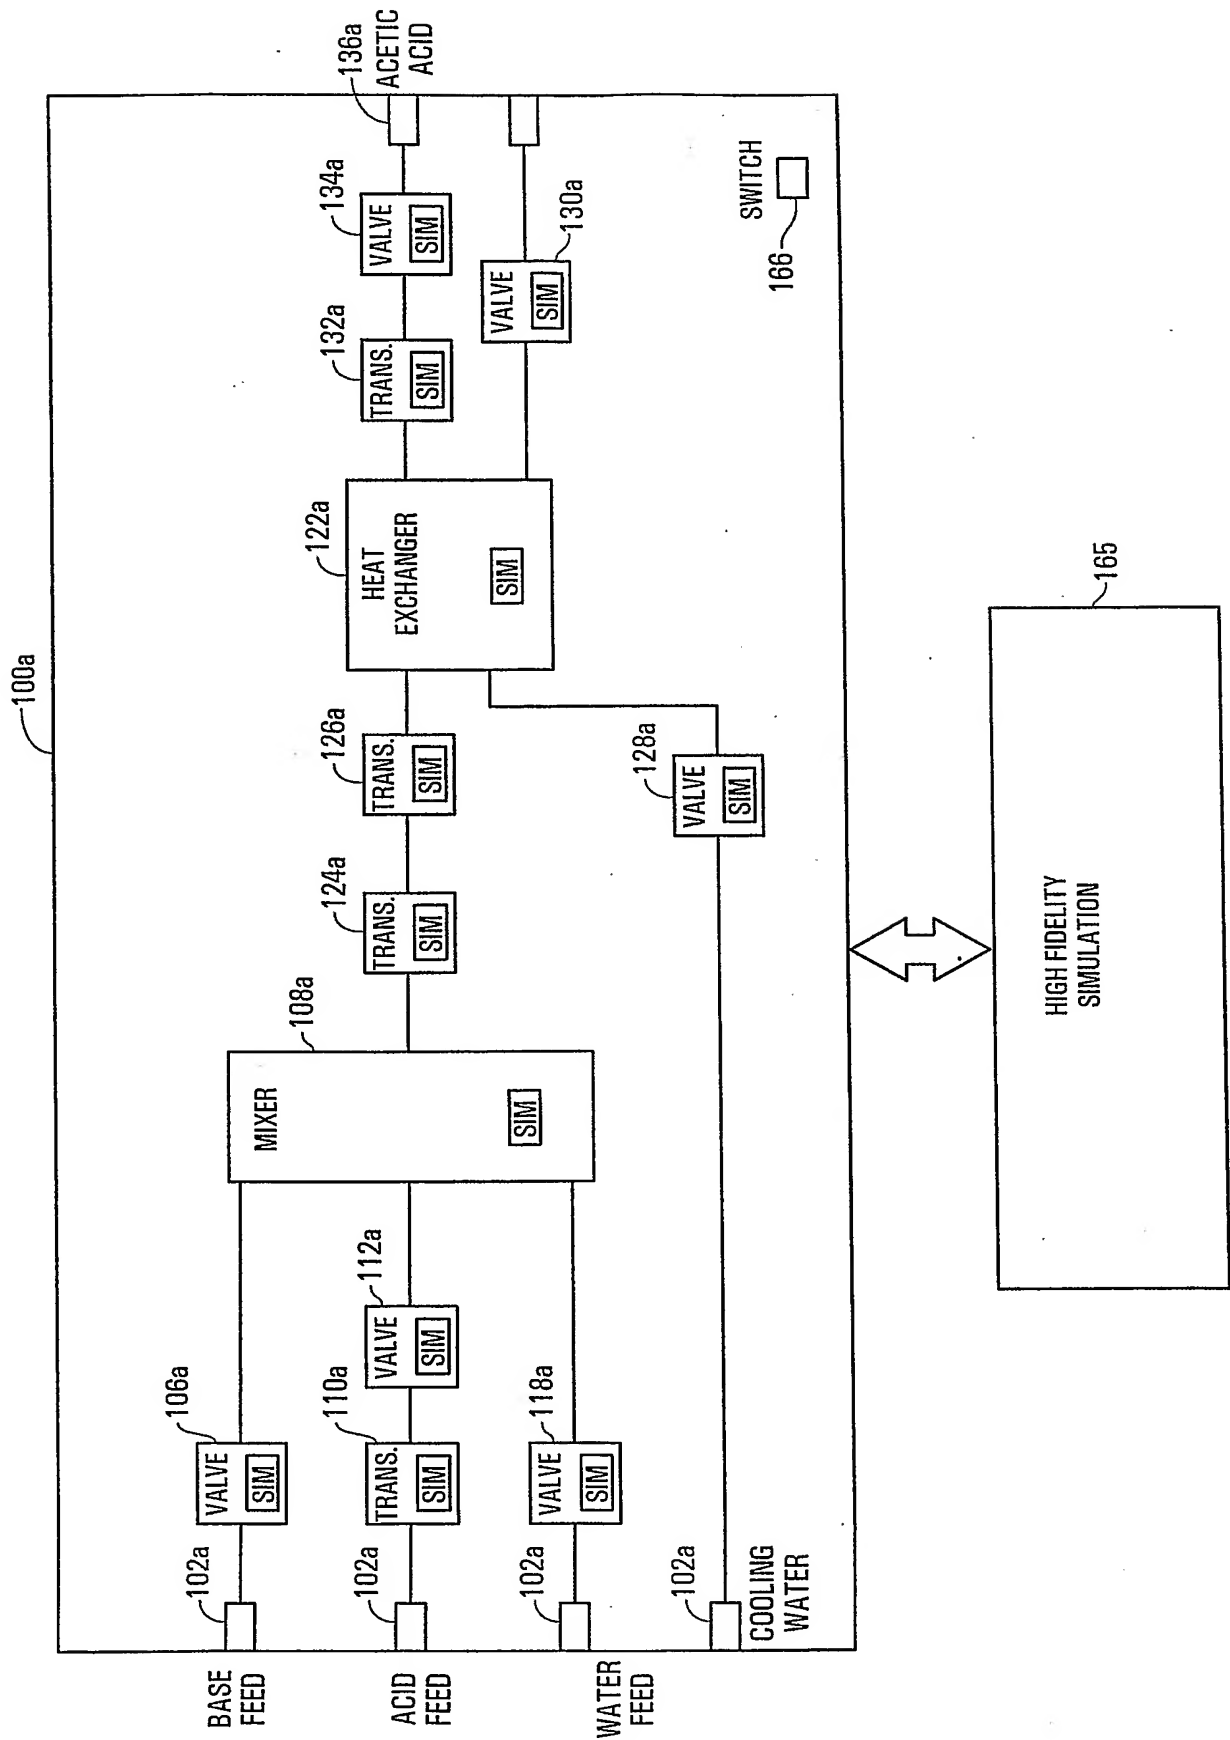 100a
BASE
FEED
102a
106a
VALVE
SIM
ACID
FEED
102a
110a
TRANS.
SIM
112a
VALVE
SIM
WATER
FEED
102a
118a
VALVE
SIM
102a
COOLING
WATER
108a
MIXER
SIM
124a
TRANS.
SIM
126a
TRANS.
SIM
128a
VALVE
SIM
122a
HEAT
EXCHANGER
SIM
132a
TRANS.
SIM
134a
VALVE
SIM
136a
ACETIC
ACID
VALVE
SIM
130a
SWITCH
166
165
HIGH FIDELITY
SIMULATION